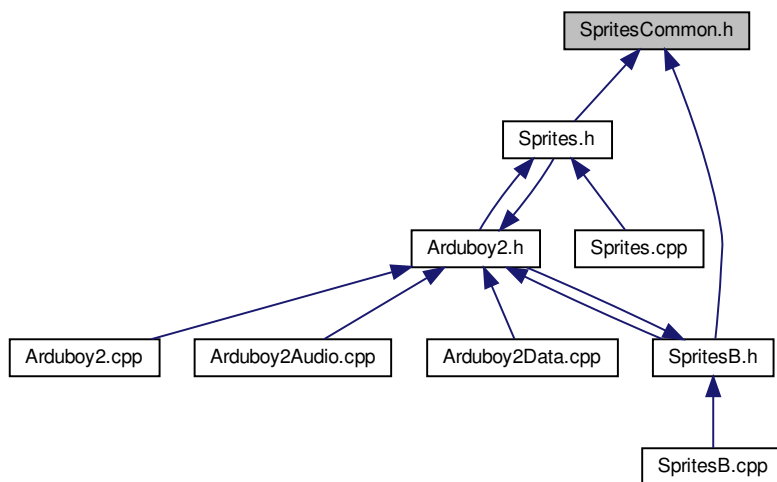 SpritesCommon.h
Sprites.h
Arduboy2.h
Sprites.cpp
Arduboy2.cpp
Arduboy2Audio.cpp
Arduboy2Data.cpp
SpritesB.h
SpritesB.cpp